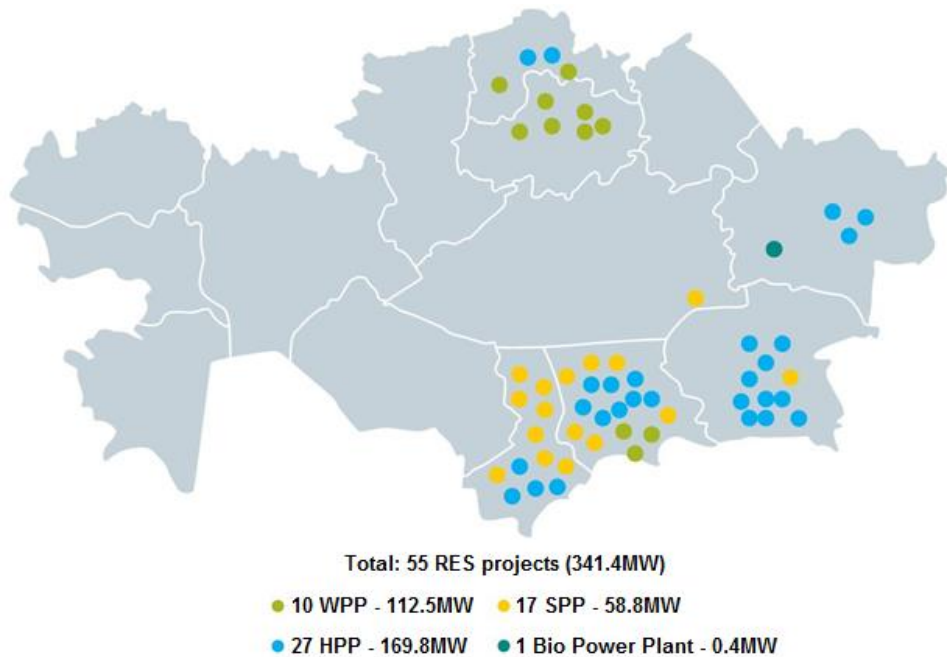 Total: 55 RES projects (341.4MW)
10 WPP - 112.5MW 17 SPP - 58.8MW
27 HPP - 169.8MW 1 Bio Power Plant - 0.4MW